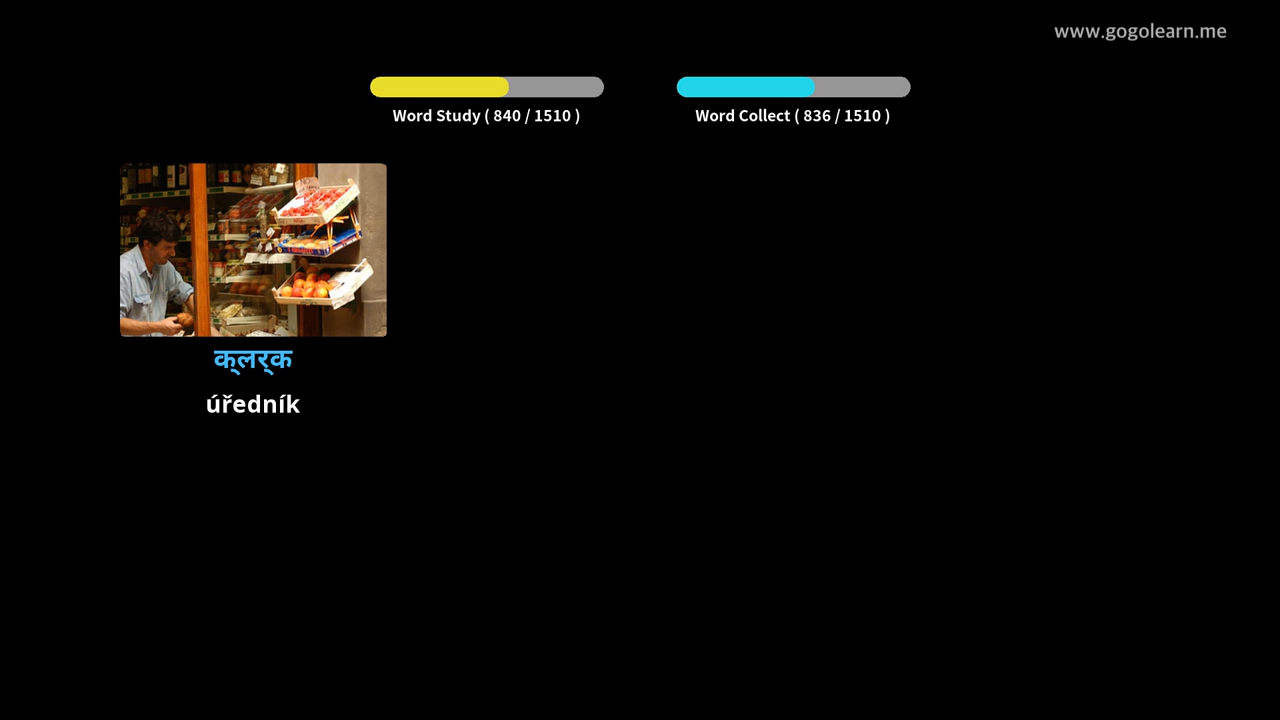 www.gogolearn.me
Word Study ( 840 / 1510 )
Word Collect ( 836 / 1510 )
क्लर्क
úředník